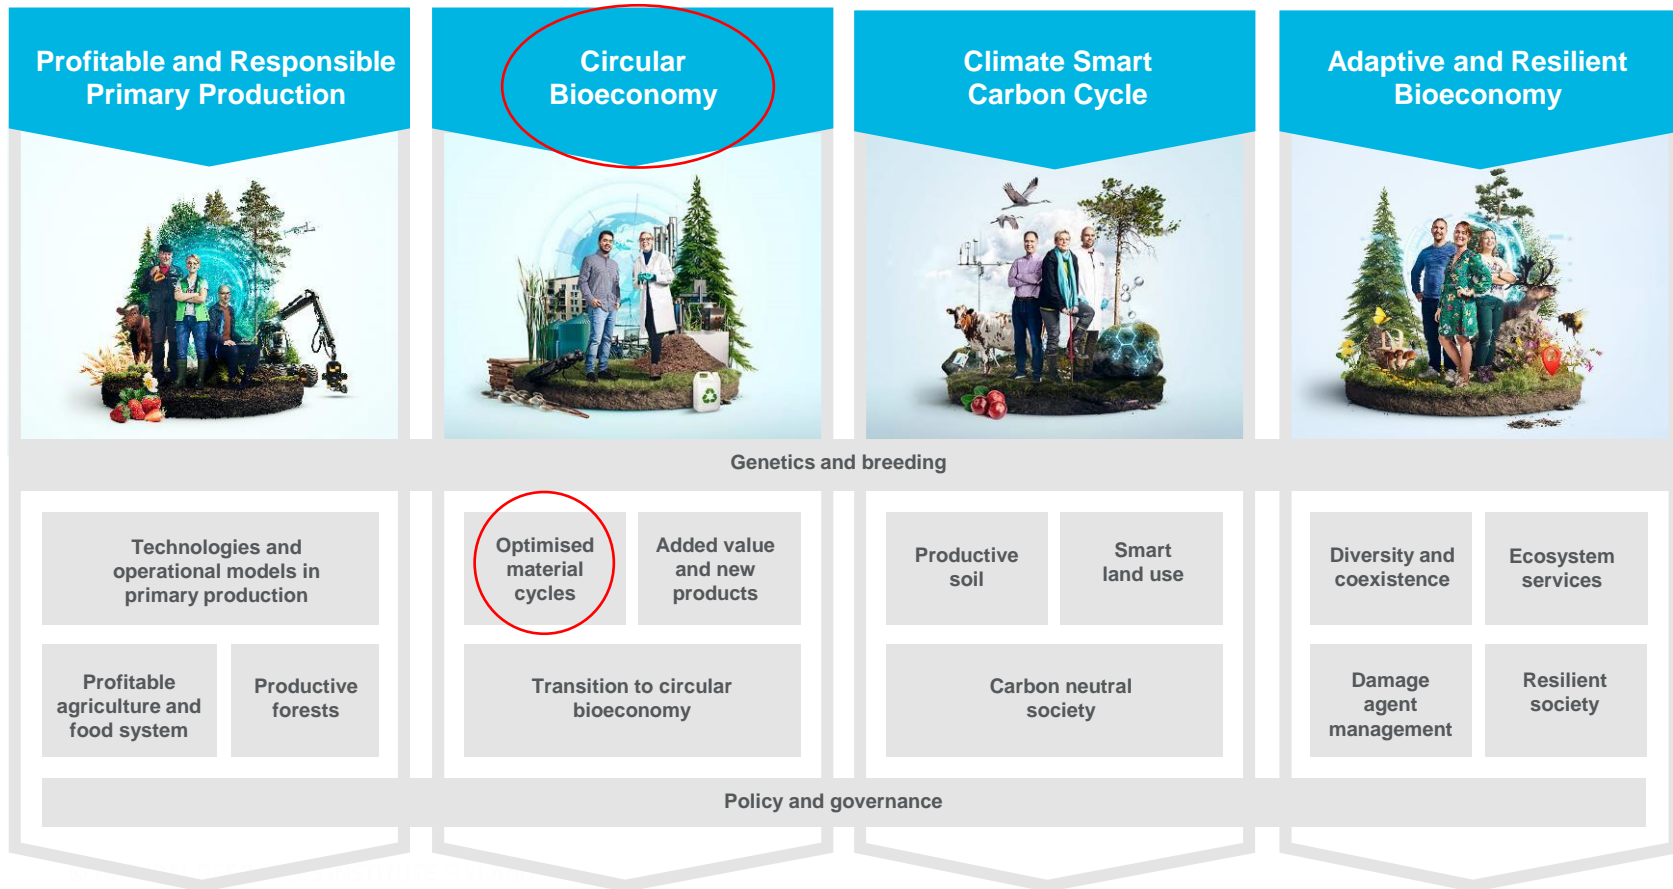 Profitable and Responsible
Primary Production
Circular
Bioeconomy
Climate Smart
Carbon Cycle
Adaptive and Resilient
Bioeconomy
Genetics and breeding
Technologies and
operational models in
primary production
Profitable
agriculture and
food system
Productive
forests
Optimised
material
cycles
Added value
and new
products
Transition to circular
bioeconomy
Productive
soil
Smart
land use
Carbon neutral
society
Diversity and
coexistence
Ecosystem
services
Damage
agent
management
Resilient
society
Policy and governance